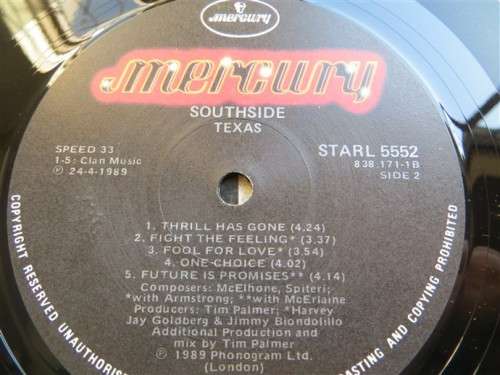 mercury
mercury
SOUTHSIDE
TEXAS
SPEED 33
1-5: Clan Music
℗ 24-4-1989
STARL 5552
838.171-1B
SIDE 2
1. THRILL HAS GONE (4.24)
2. FIGHT THE FEELING* (3.37)
3. FOOL FOR LOVE* (3.54)
4. ONE CHOICE (4.02)
5. FUTURE IS PROMISES** (4.14)
Composers: McElhone, Spiteri;
*with Armstrong; **with McErlaine
Producers: Tim Palmer; *Harvey
Jay Goldberg & Jimmy Biondolillo
Additional Production and
mix by Tim Palmer
℗ 1989 Phonogram Ltd.
(London)
COPYRIGHT RESERVED UNAUTHORIS
CASTING AND COPYING PROHIBITED